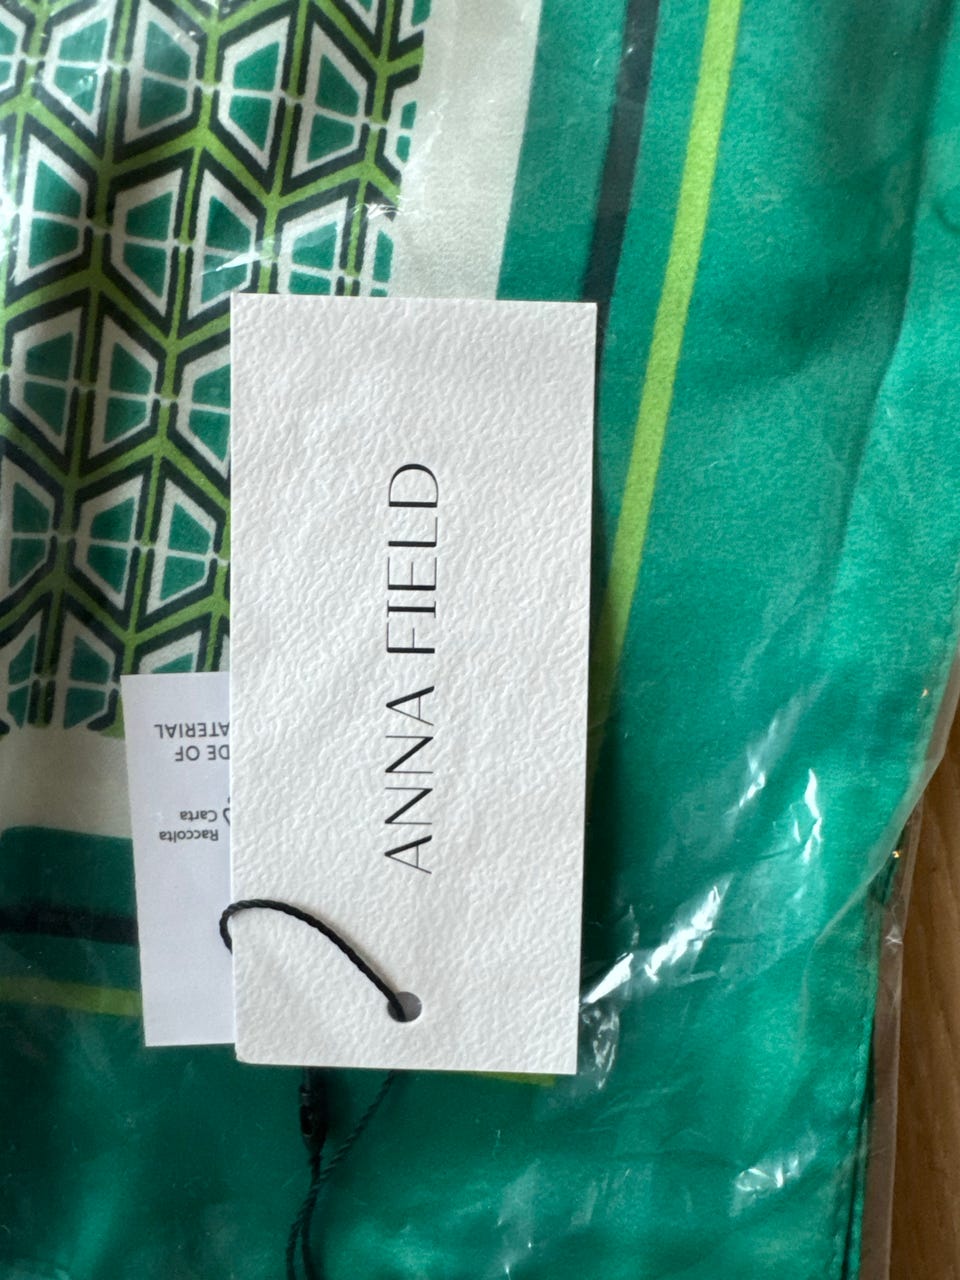 ANNA FIELD
DE OF
ATERIAL
Raccolta
Carta